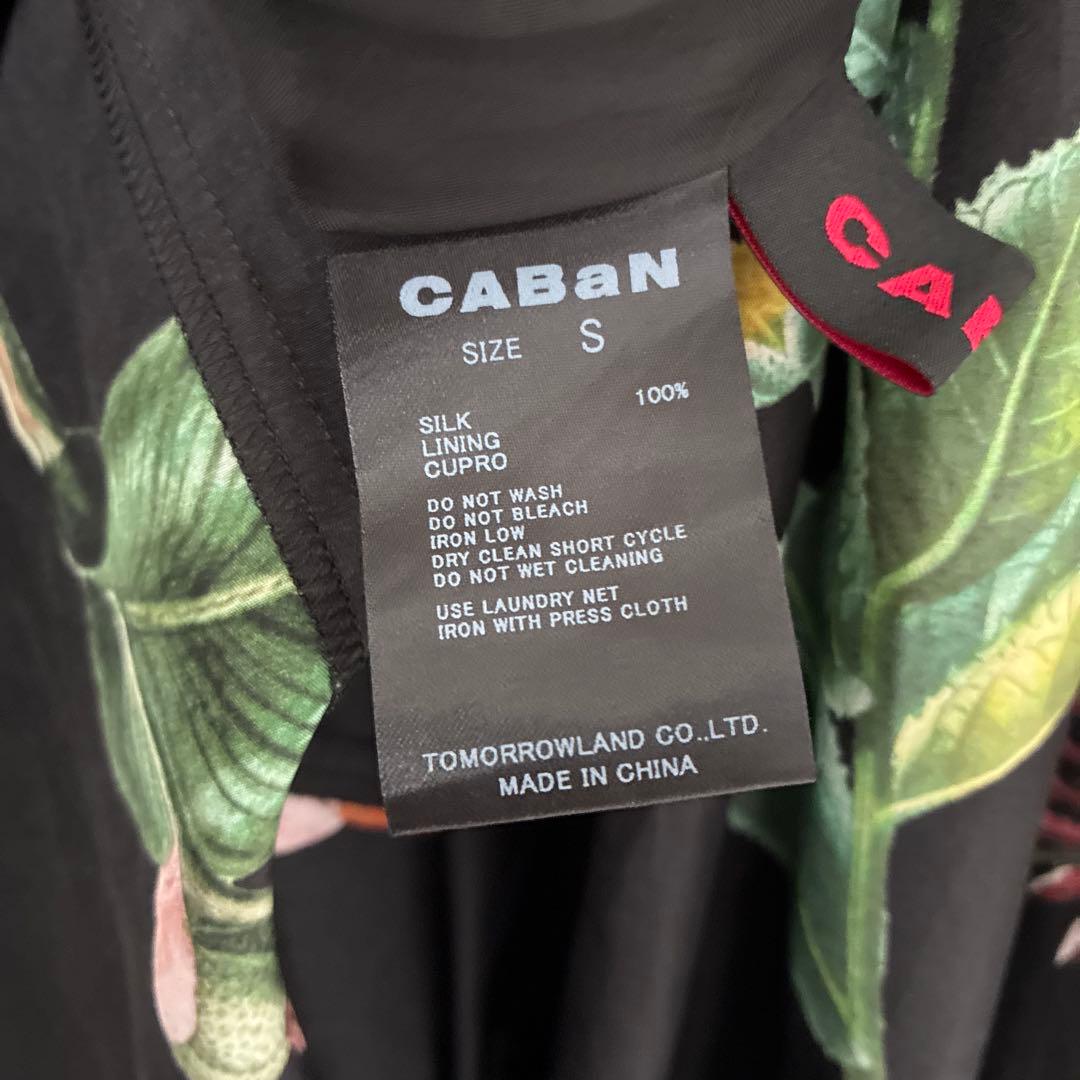 CABaN
SIZE S
100%
SILK
LINING
CUPRO
DO NOT WASH
DO NOT BLEACH
IRON LOW
DRY CLEAN SHORT CYCLE
DO NOT WET CLEANING
USE LAUNDRY NET
IRON WITH PRESS CLOTH
TOMORROWLAND CO.,LTD.
MADE IN CHINA
CA